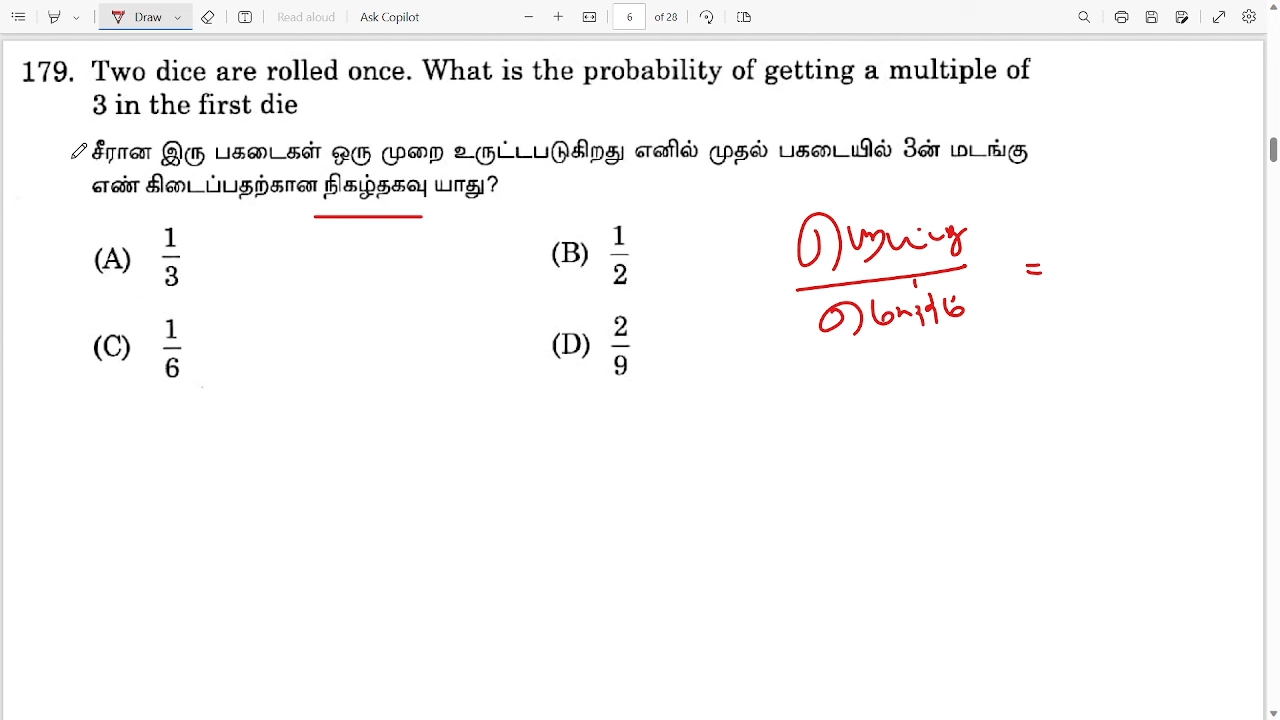 Draw
Read aloud
Ask Copilot
6
of 28
179. Two dice are rolled once. What is the probability of getting a multiple of
3 in the first die
சீரான இரு பகடைகள் ஒரு முறை உருட்டபடுகிறது எனில் முதல் பகடையில் 3ன் மடங்கு
எண் கிடைப்பதற்கான நிகழ்தகவு யாது?
(A) 1/3
(B) 1/2
(C) 1/6
(D) 2/9
=